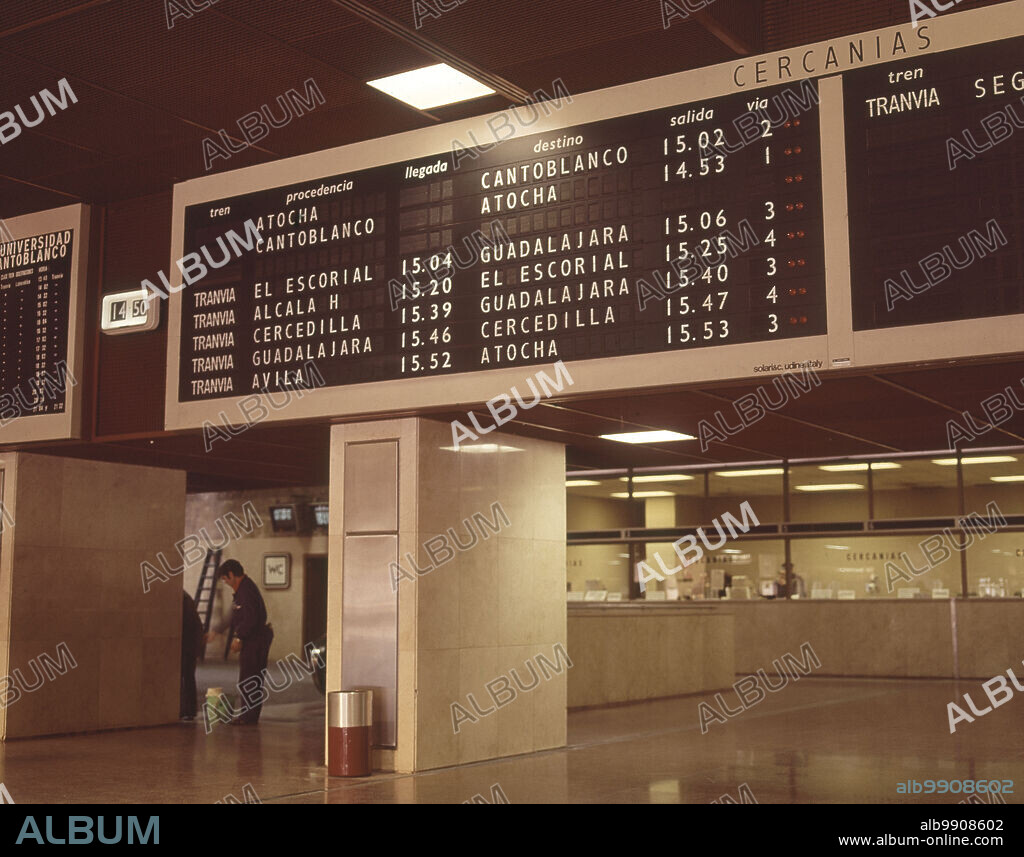 CERCANIAS
tren procedencia llegada destino salida via
ATOCHA CANTOBLANCO 15.02 2
CANTOBLANCO ATOCHA 14.53 1
TRANVIA EL ESCORIAL 15.04 GUADALAJARA 15.06 3
TRANVIA ALCALA H 15.20 EL ESCORIAL 15.25 4
TRANVIA CERCEDILLA 15.39 GUADALAJARA 15.40 3
TRANVIA GUADALAJARA 15.46 CERCEDILLA 15.47 4
TRANVIA AVILA 15.52 ATOCHA 15.53 3
solari&c. udine/italy
tren
TRANVIA SEG
UNIVERSIDAD
CANTOBLANCO
14 50
WC
CERCANIAS
ALBUM
alb9908602
ALBUM
alb9908602
www.album-online.com